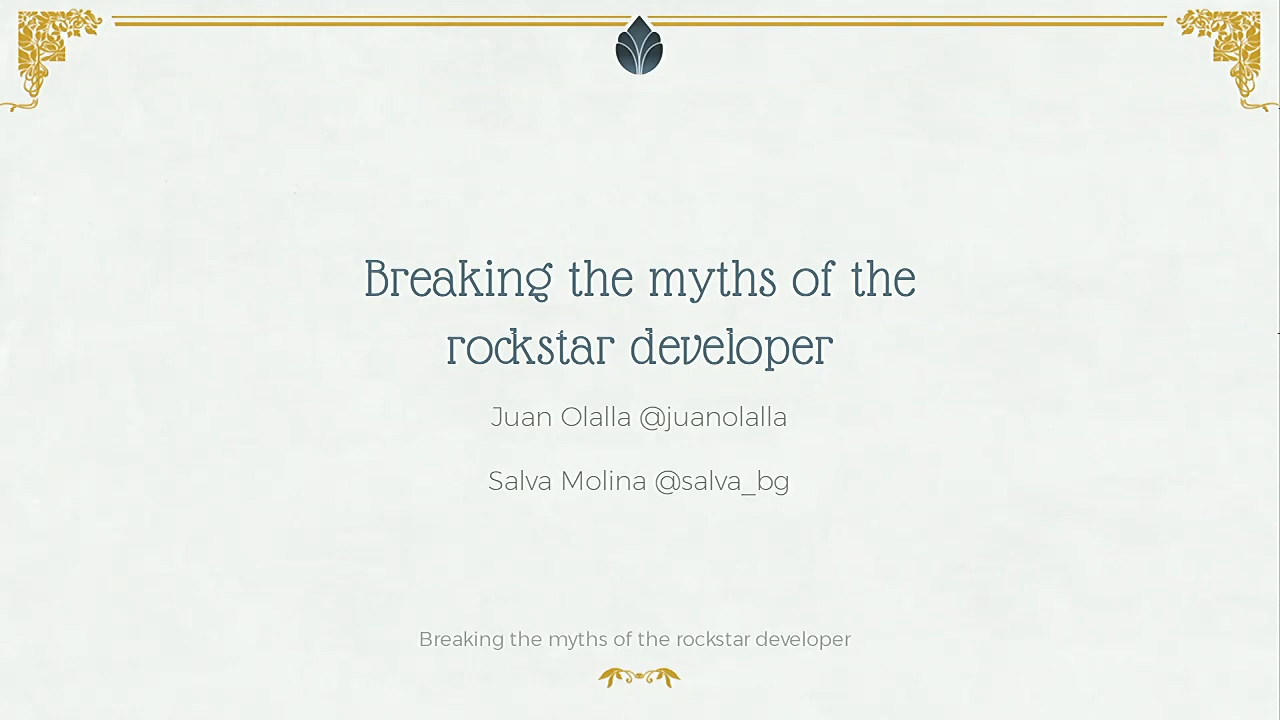 Breaking the myths of the
rockstar developer
Juan Olalla @juanolalla
Salva Molina @salva_bg
Breaking the myths of the rockstar developer